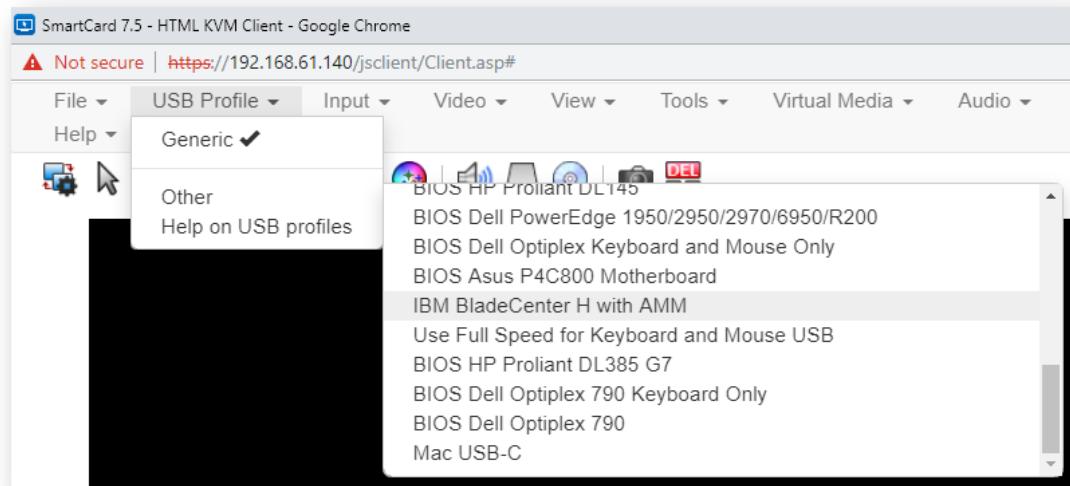 SmartCard 7.5 - HTML KVM Client - Google Chrome
Not secure | https://192.168.61.140/jsclient/Client.asp#
File USB Profile Input Video View Tools Virtual Media Audio
Help
Generic
Other
Help on USB profiles
DEL
BIOS HP Proliant DL145
BIOS Dell PowerEdge 1950/2950/2970/6950/R200
BIOS Dell Optiplex Keyboard and Mouse Only
BIOS Asus P4C800 Motherboard
IBM BladeCenter H with AMM
Use Full Speed for Keyboard and Mouse USB
BIOS HP Proliant DL385 G7
BIOS Dell Optiplex 790 Keyboard Only
BIOS Dell Optiplex 790
Mac USB-C